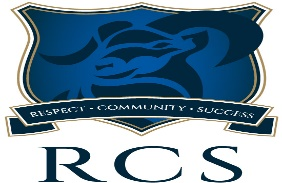 RESPECT • COMMUNITY • SUCCESS
RCS